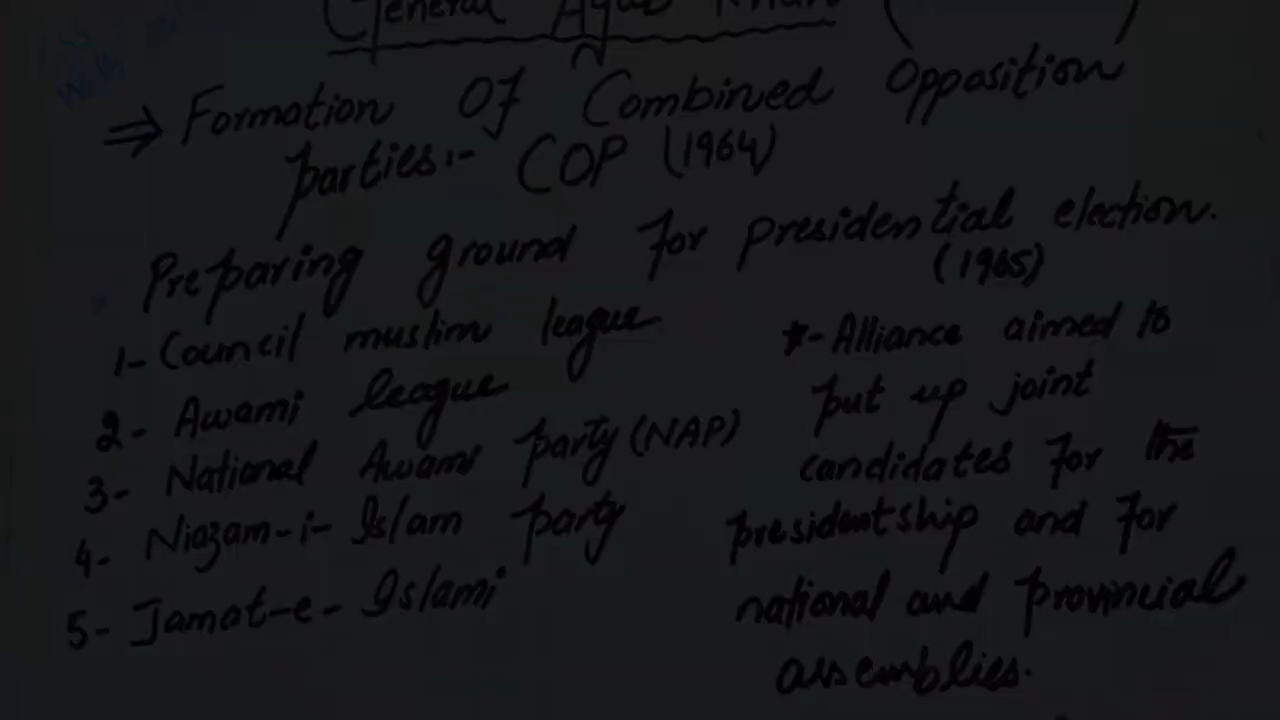 General Ayub Khan ( )
⇒ Formation Of Combined Opposition
parties:- COP (1964)
Preparing ground for presidential election.
(1965)
1- Council muslim league
2- Awami league
3- National Awami party (NAP)
4- Niazam-i- Islam party
5- Jamat-e- Islami
*- Alliance aimed to
put up joint
candidates for the
presidentship and for
national and provincial
assemblies.